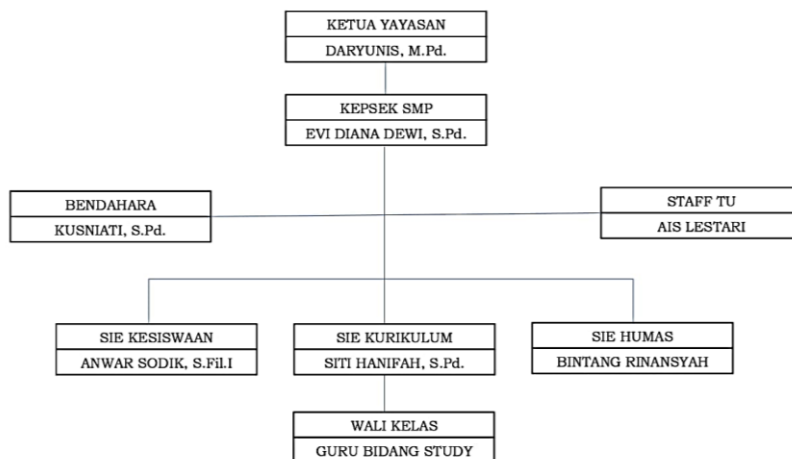 KETUA YAYASAN
DARYUNIS, M.Pd.
KEPSEK SMP
EVI DIANA DEWI, S.Pd.
BENDAHARA
KUSNIATI, S.Pd.
STAFF TU
AIS LESTARI
SIE KESISWAAN
ANWAR SODIK, S.Fil.I
SIE KURIKULUM
SITI HANIFAH, S.Pd.
SIE HUMAS
BINTANG RINANSYAH
WALI KELAS
GURU BIDANG STUDY